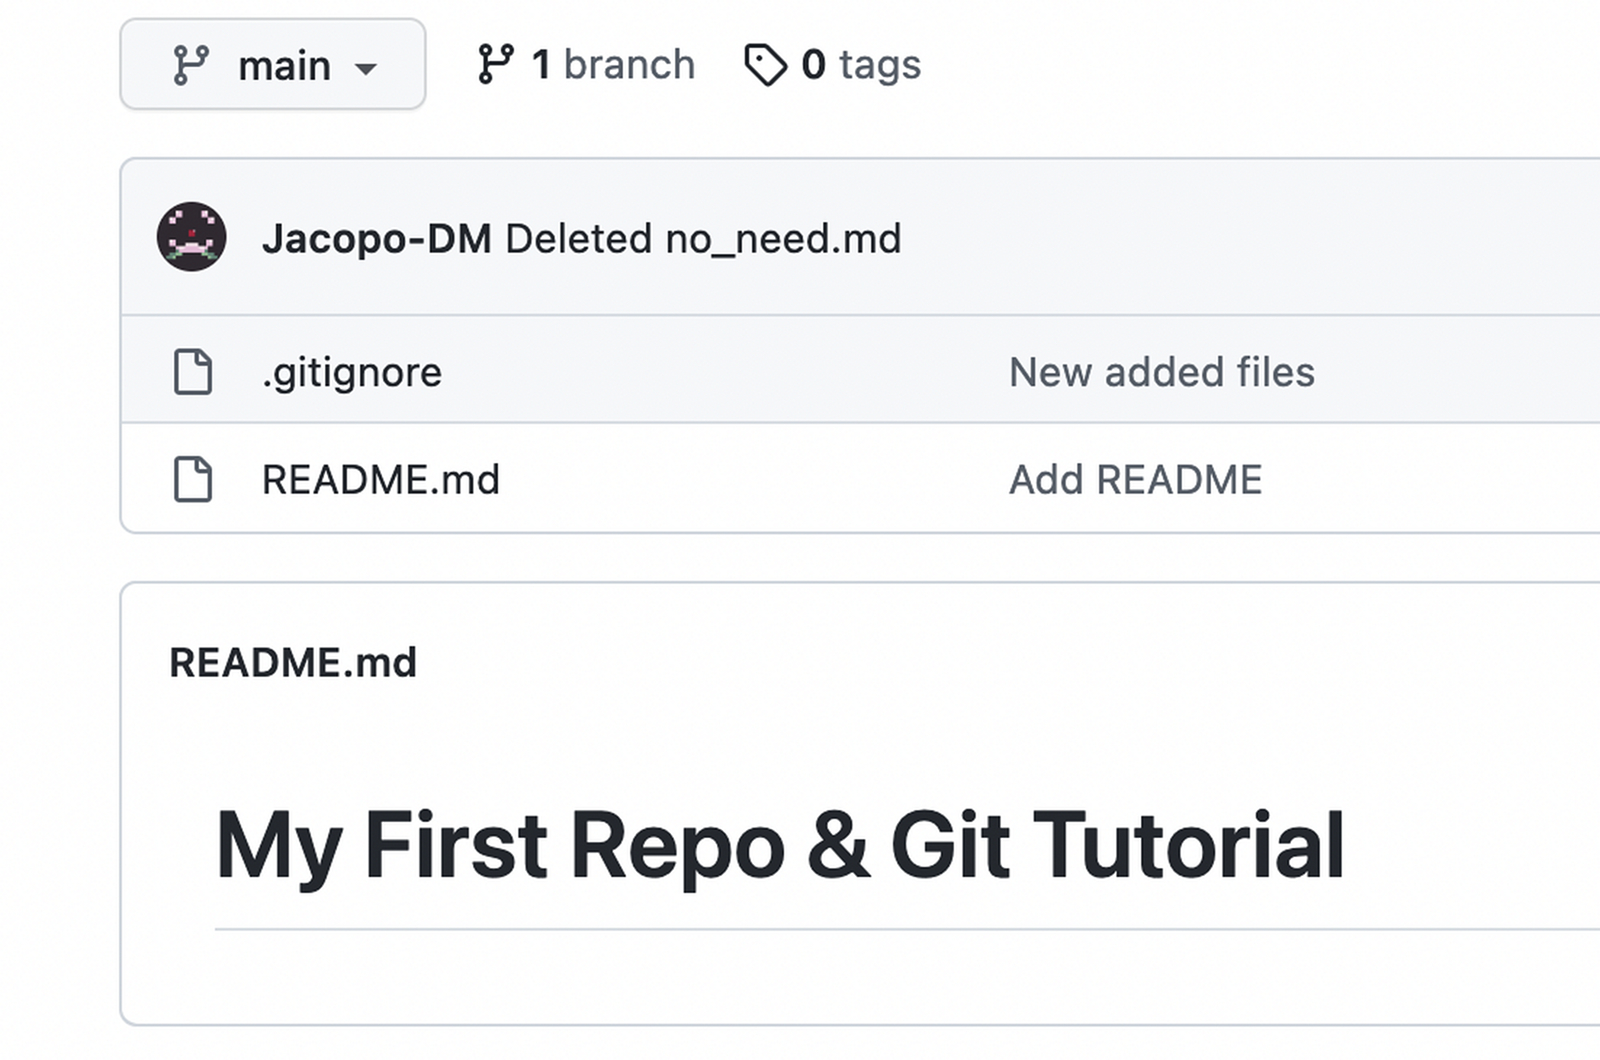 main 1 branch 0 tags
Jacopo-DM Deleted no_need.md
.gitignore New added files
README.md Add README
README.md
My First Repo & Git Tutorial